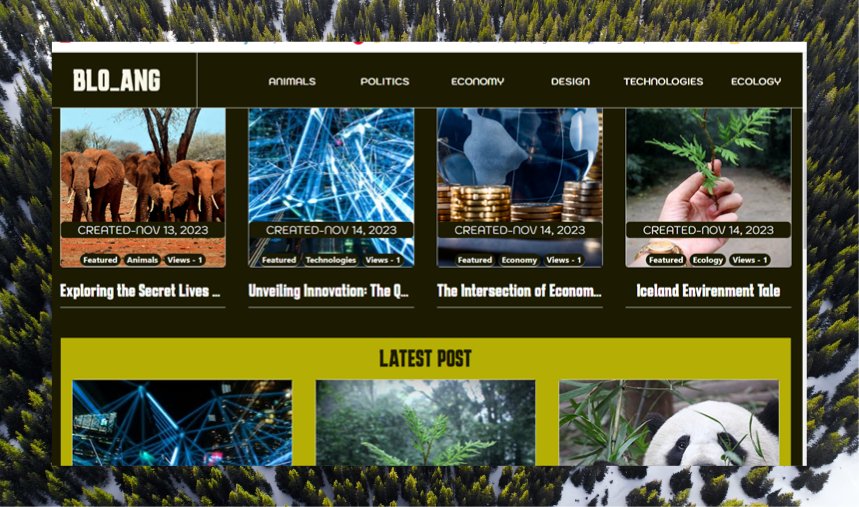 BLO_ANG
ANIMALS POLITICS ECONOMY DESIGN TECHNOLOGIES ECOLOGY
CREATED-NOV 13, 2023 CREATED-NOV 14, 2023 CREATED-NOV 14, 2023 CREATED-NOV 14, 2023
Featured Animals Views - 1 Featured Technologies Views - 1 Featured Economy Views - 1 Featured Ecology Views - 1
Exploring the Secret Lives ... Unveiling Innovation: The Q... The Intersection of Econom... Iceland Envirenment Tale
LATEST POST